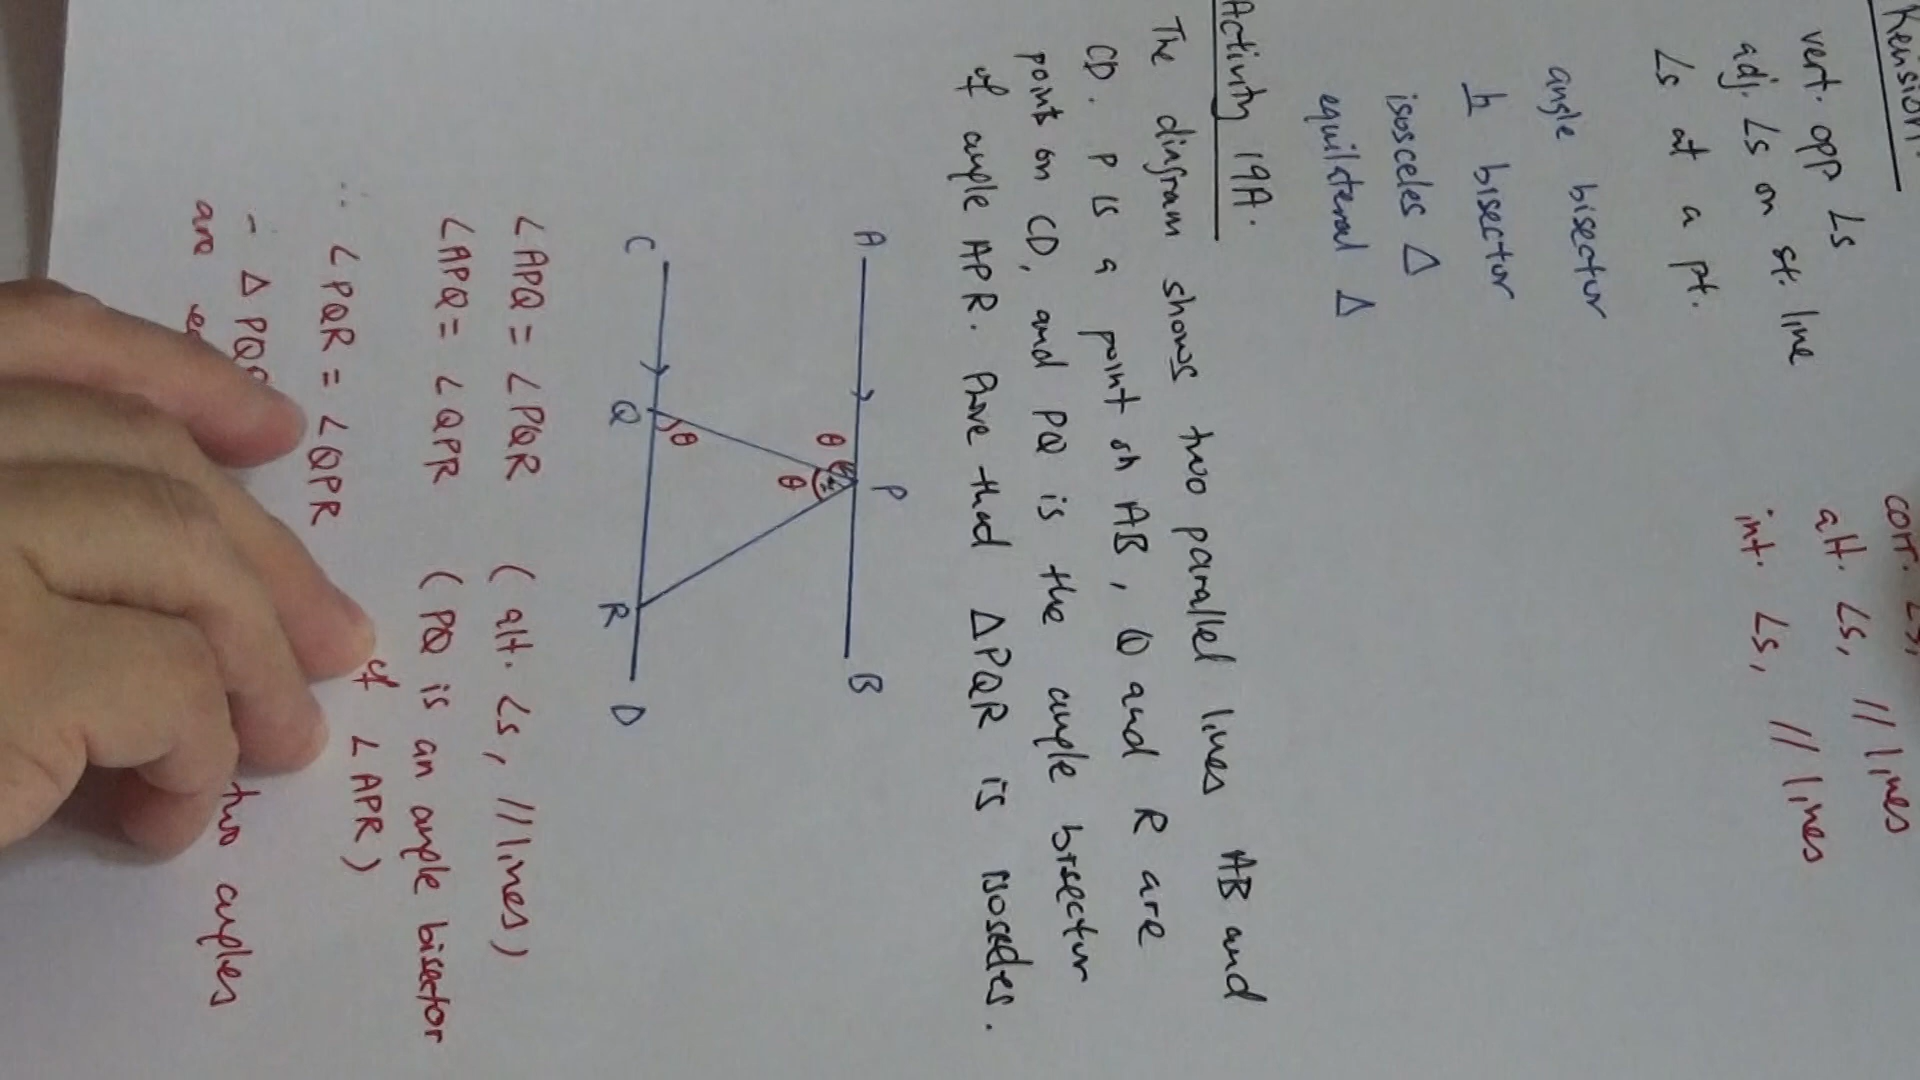 Revision
vert. opp ∠s
adj. ∠s on st. line
∠s at a pt.
corr. ∠s,
alt. ∠s, // lines
int. ∠s, // lines
angle bisector
⊥ bisector
isosceles Δ
equilateral Δ
Activity 19A.
The diagram shows two parallel lines AB and
CD. P is a point on AB, Q and R are
point on CD, and PQ is the angle bisector
of angle APR. Prove that ΔPQR is isosceles.
A P B
θ θ
θ
C Q R D
∠APQ = ∠PQR (alt. ∠s, // lines)
∠APQ = ∠QPR (PQ is an angle bisector
of ∠APR)
∴ ∠PQR = ∠QPR
- Δ two angles
are